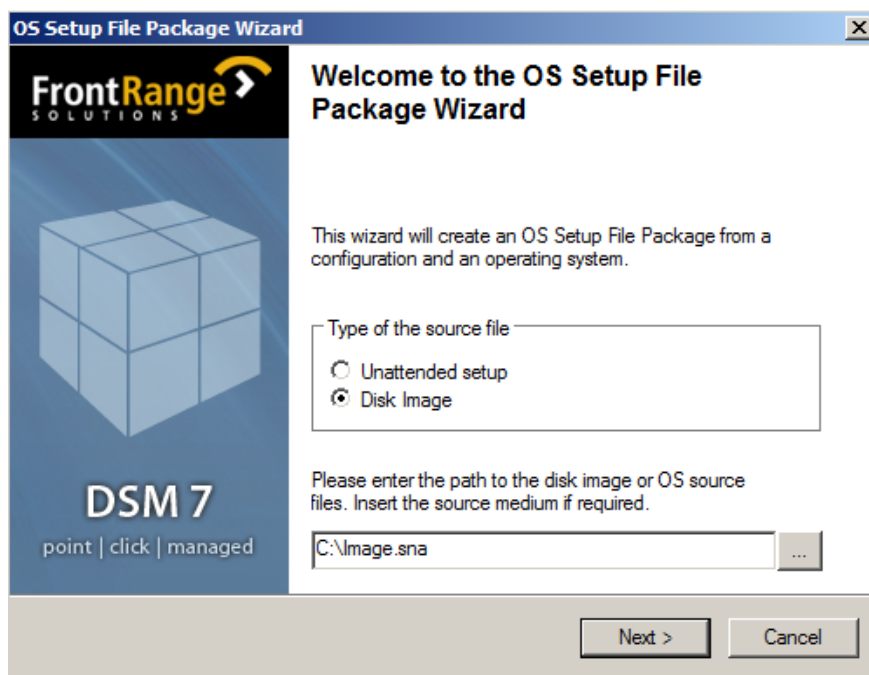 OS Setup File Package Wizard
FrontRange
SOLUTIONS
Welcome to the OS Setup File
Package Wizard
This wizard will create an OS Setup File Package from a
configuration and an operating system.
Type of the source file
Unattended setup
Disk Image
Please enter the path to the disk image or OS source
files. Insert the source medium if required.
C:\Image.sna
...
DSM 7
point | click | managed
Next >
Cancel